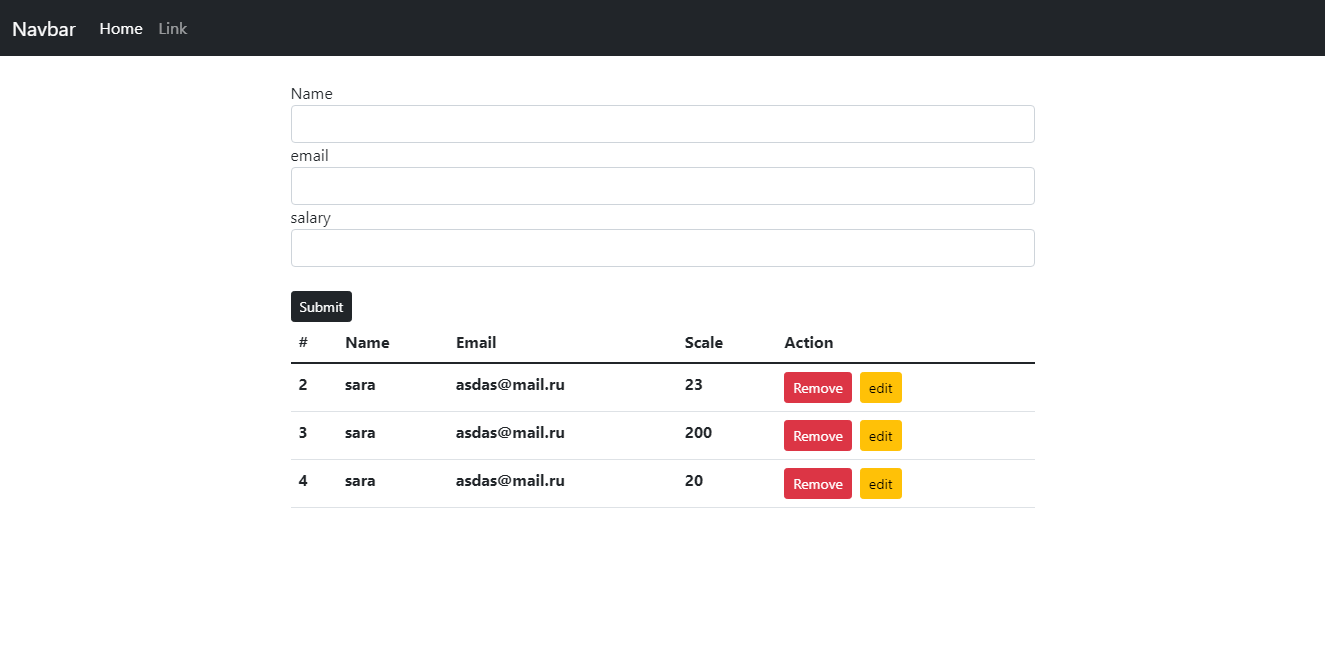 Navbar Home Link
Name
email
salary
Submit
# Name Email Scale Action
2 sara asdas@mail.ru 23 Remove edit
3 sara asdas@mail.ru 200 Remove edit
4 sara asdas@mail.ru 20 Remove edit